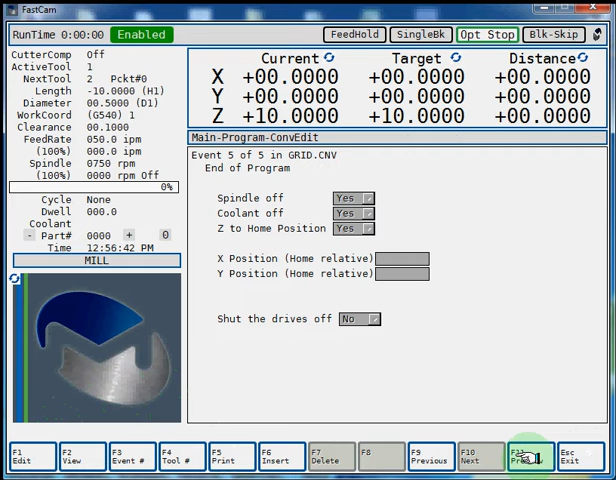 FastCam
RunTime 0:00:00 Enabled FeedHold SingleBk Opt Stop Blk-Skip
CutterComp Off
ActiveTool 1
NextTool 2 Pckt#0
Length -10.0000 (H1)
Diameter 00.5000 (D1)
WorkCoord (G540) 1
Clearance 00.1000
FeedRate 050.0 ipm
(100%) 000.0 ipm
Spindle 0750 rpm
(100%) 0000 rpm Off
0%
Cycle None
Dwell 000.0
Coolant
- Part# 0000 + 0
Time 12:56:42 PM
MILL
Current Target Distance
X +00.0000 +00.0000 +00.0000
Y +00.0000 +00.0000 +00.0000
Z +10.0000 +10.0000 +00.0000
Main-Program-ConvEdit
Event 5 of 5 in GRID.CNV
End of Program
Spindle off Yes
Coolant off Yes
Z to Home Position Yes
X Position (Home relative)
Y Position (Home relative)
Shut the drives off No
F1 Edit
F2 View
F3 Event #
F4 Tool #
F5 Print
F6 Insert
F7 Delete
F8
F9 Previous
F10 Next
Esc Exit